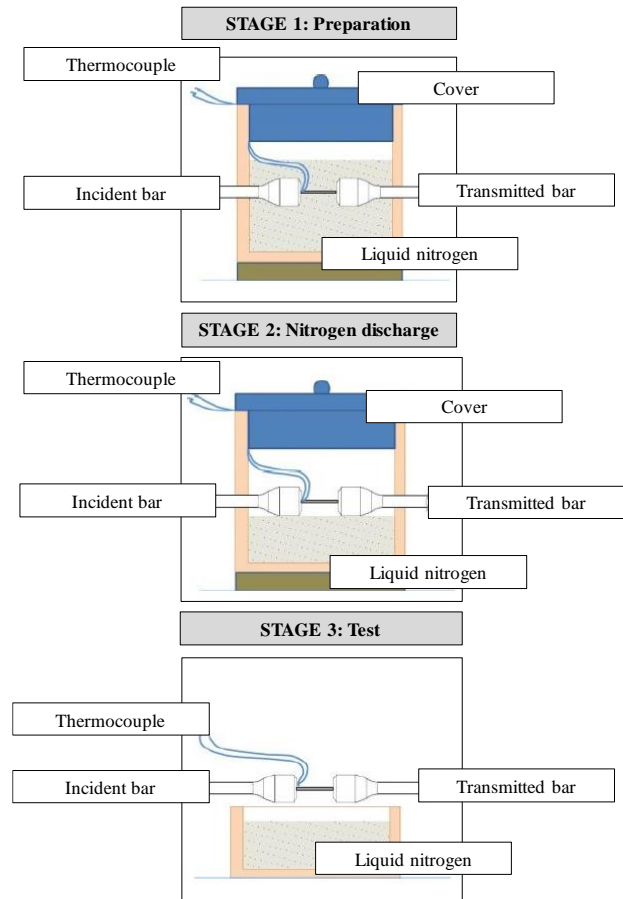 STAGE 1: Preparation
Thermocouple
Cover
Incident bar
Transmitted bar
Liquid nitrogen
STAGE 2: Nitrogen discharge
Thermocouple
Cover
Incident bar
Transmitted bar
Liquid nitrogen
STAGE 3: Test
Thermocouple
Incident bar
Transmitted bar
Liquid nitrogen